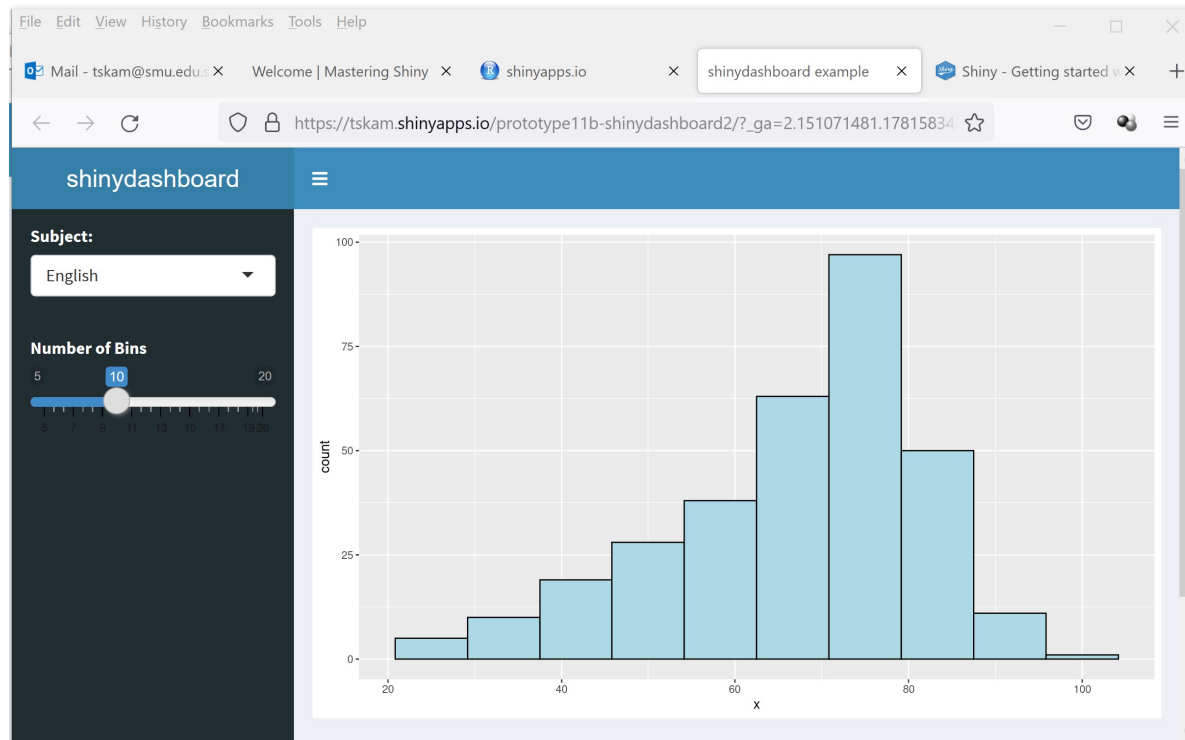 File Edit View History Bookmarks Tools Help
Mail - tskam@smu.edu.s Welcome | Mastering Shiny shinyapps.io shinydashboard example Shiny - Getting started w
https://tskam.shinyapps.io/prototype11b-shinydashboard2/?_ga=2.151071481.17815834
shinydashboard
Subject:
English
Number of Bins
5 10 20
5 7 9 11 13 15 17 19 20
100
75
50
25
0
count
20 40 60 80 100
x